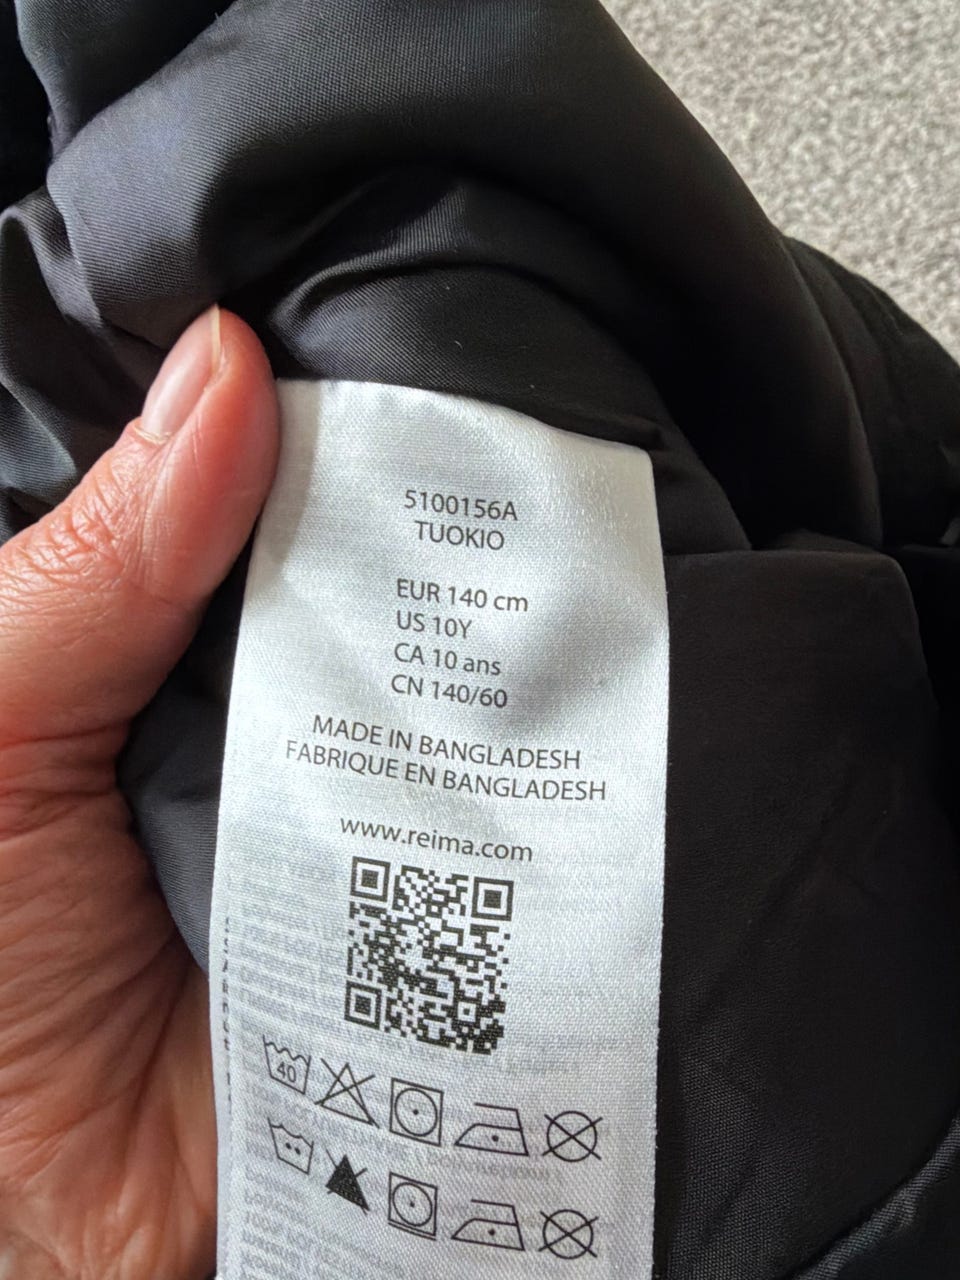 5100156A
TUOKIO
EUR 140 cm
US 10Y
CA 10 ans
CN 140/60
MADE IN BANGLADESH
FABRIQUE EN BANGLADESH
www.reima.com
40